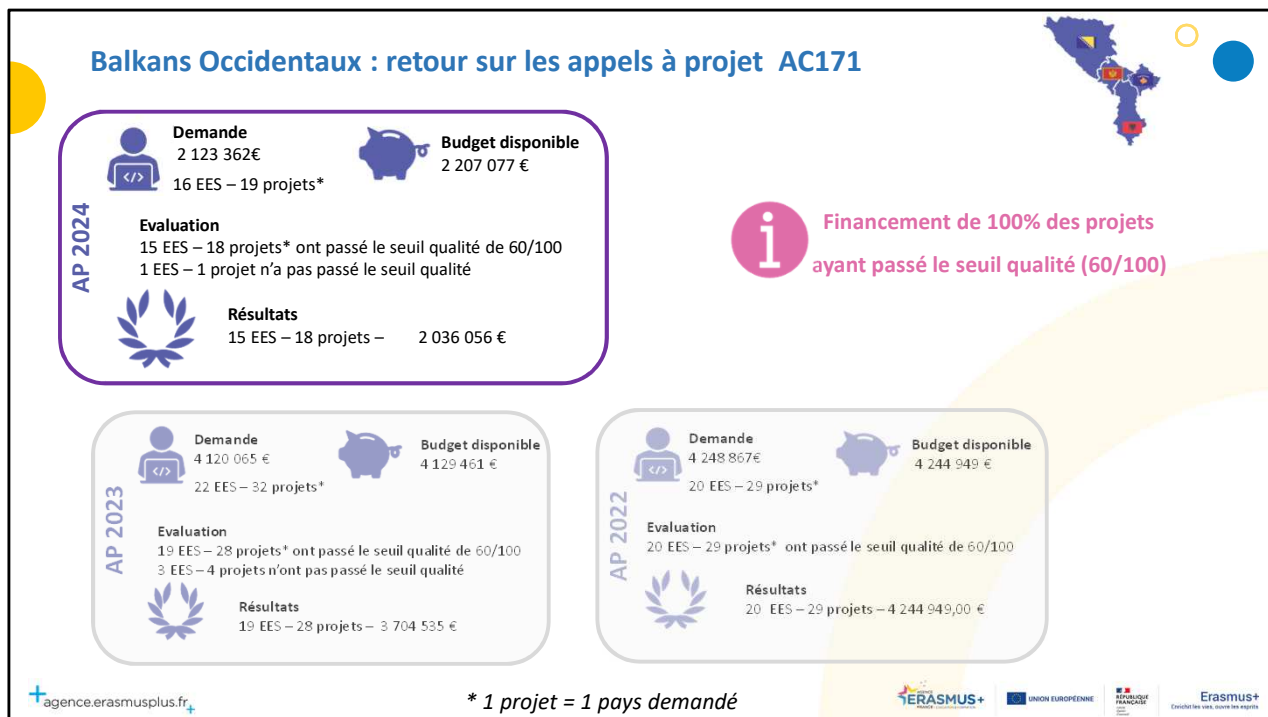 Balkans Occidentaux : retour sur les appels à projet AC171
AP 2024
Demande
2 123 362€
16 EES – 19 projets*
Budget disponible
2 207 077 €
Evaluation
15 EES – 18 projets* ont passé le seuil qualité de 60/100
1 EES – 1 projet n'a pas passé le seuil qualité
Résultats
15 EES – 18 projets – 2 036 056 €
Financement de 100% des projets
ayant passé le seuil qualité (60/100)
AP 2023
Demande
4 120 065 €
22 EES – 32 projets*
Budget disponible
4 129 461 €
Evaluation
19 EES – 28 projets* ont passé le seuil qualité de 60/100
3 EES – 4 projets n'ont pas passé le seuil qualité
Résultats
19 EES – 28 projets – 3 704 535 €
AP 2022
Demande
4 248 867€
20 EES – 29 projets*
Budget disponible
4 244 949 €
Evaluation
20 EES – 29 projets* ont passé le seuil qualité de 60/100
Résultats
20 EES – 29 projets – 4 244 949,00 €
agence.erasmusplus.fr
* 1 projet = 1 pays demandé
AGENCE
ERASMUS+
UNION EUROPÉENNE
RÉPUBLIQUE
FRANÇAISE
Erasmus+
Enrichit les vies, ouvre les esprits